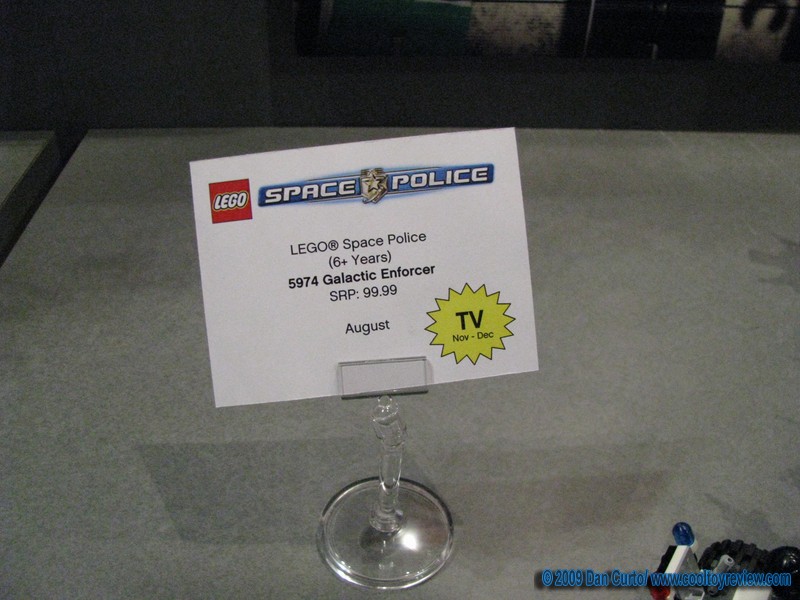 LEGO SPACE POLICE
LEGO® Space Police
(6+ Years)
5974 Galactic Enforcer
SRP: 99.99
August
TV
Nov - Dec
© 2009 Dan Curto/ www.cooltoyreview.com